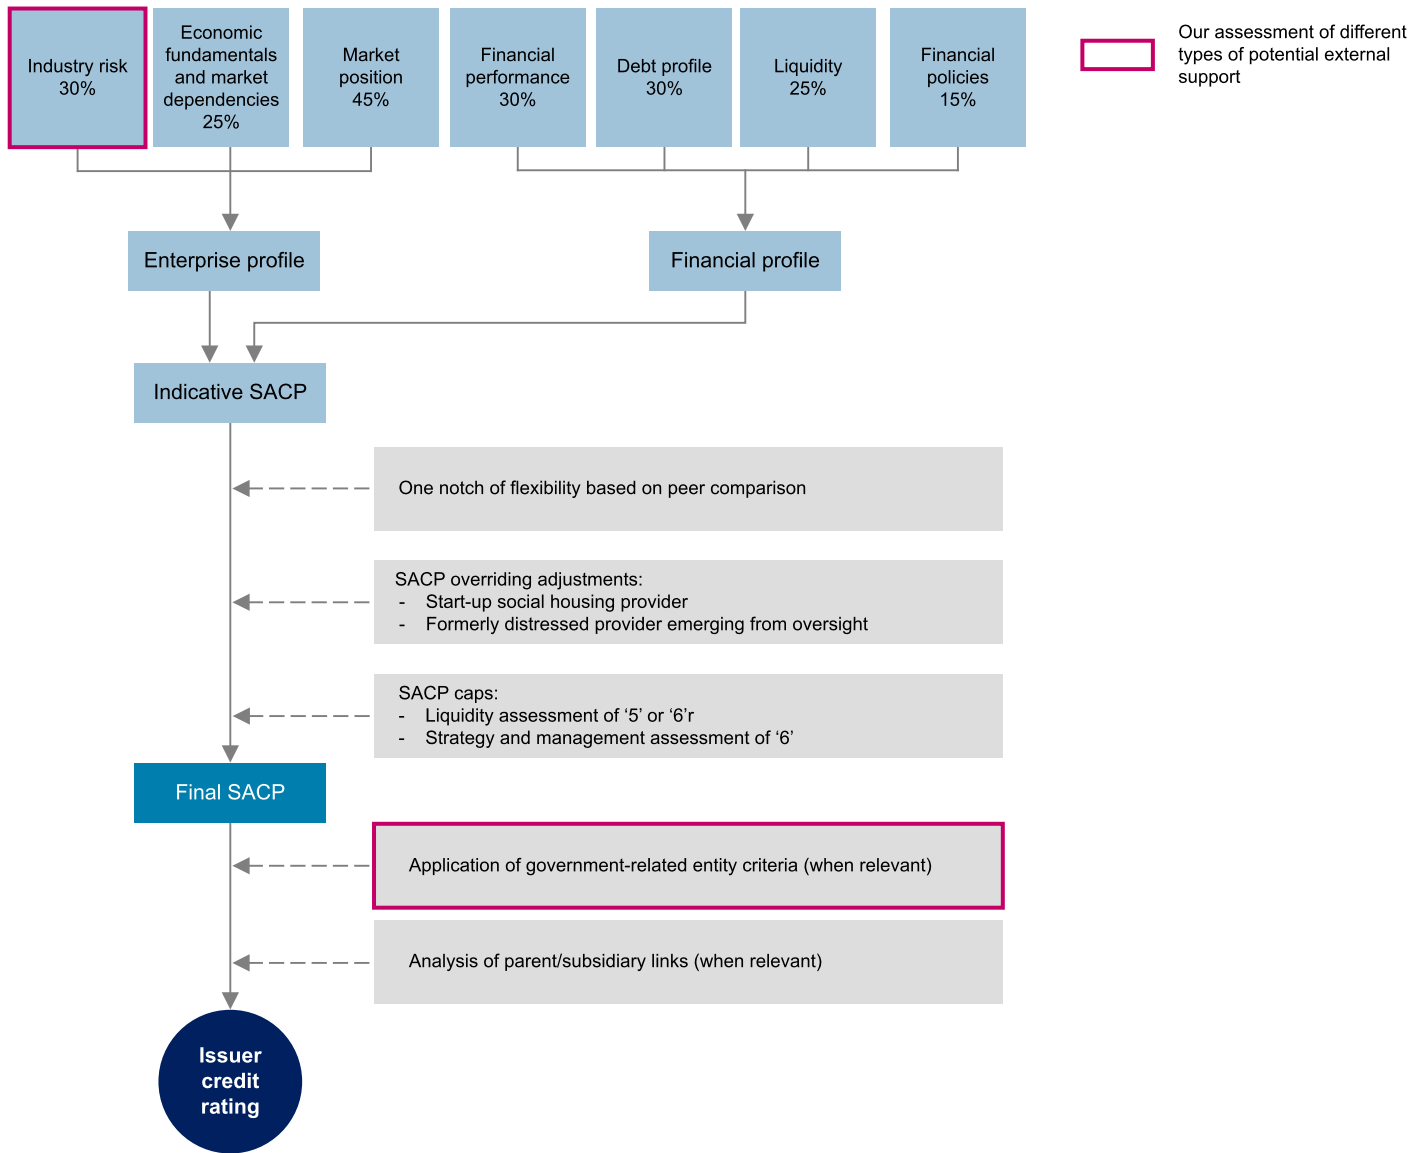 Industry risk
30%
Economic
fundamentals
and market
dependencies
25%
Market
position
45%
Financial
performance
30%
Debt profile
30%
Liquidity
25%
Financial
policies
15%
Our assessment of different
types of potential external
support
Enterprise profile
Financial profile
Indicative SACP
One notch of flexibility based on peer comparison
SACP overriding adjustments:
- Start-up social housing provider
- Formerly distressed provider emerging from oversight
SACP caps:
- Liquidity assessment of ‘5’ or ‘6’r
- Strategy and management assessment of ‘6’
Final SACP
Application of government-related entity criteria (when relevant)
Analysis of parent/subsidiary links (when relevant)
Issuer
credit
rating